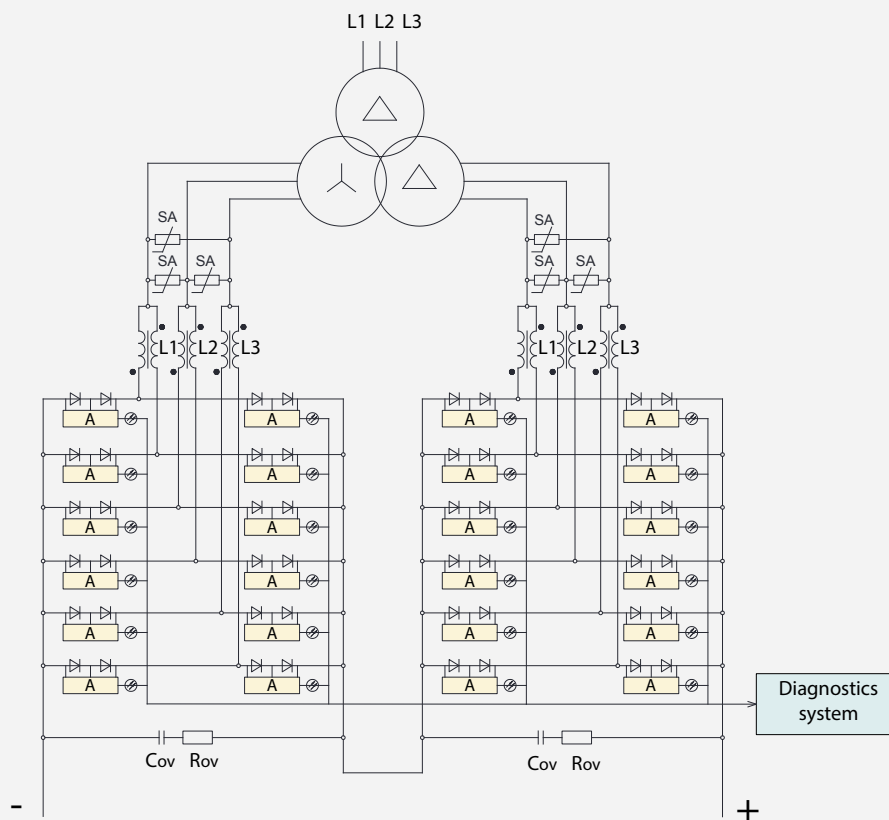 L1 L2 L3
SA SA
SA SA SA SA
L1 L2 L3 L1 L2 L3
A A A A
A A A A
A A A A
A A A A
A A A A
A A A A
Diagnostics
system
Cov Rov Cov Rov
- +